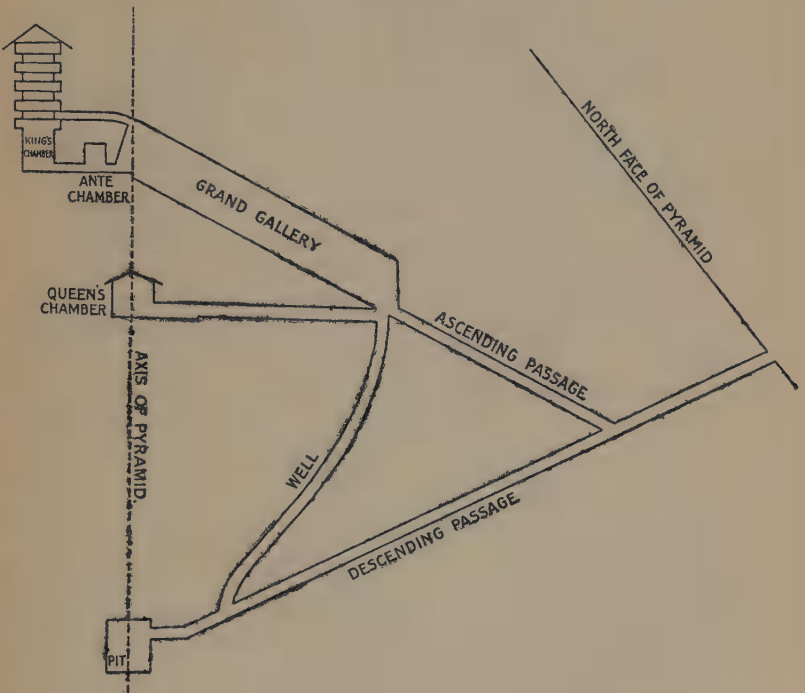 KING'S
CHAMBER
ANTE
CHAMBER
GRAND GALLERY
NORTH FACE OF PYRAMID
QUEEN'S
CHAMBER
ASCENDING PASSAGE
AXIS OF PYRAMID.
WELL
DESCENDING PASSAGE
PIT